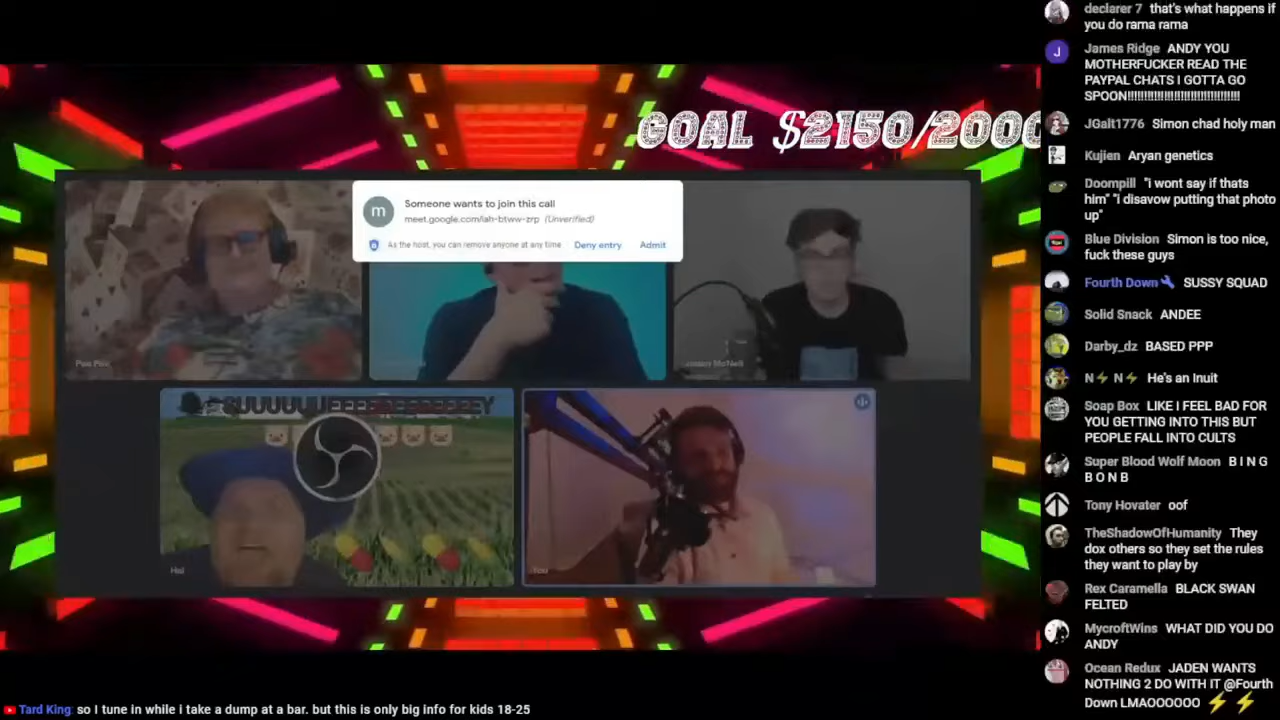 declarer 7 that's what happens if
you do rama rama
James Ridge ANDY YOU
MOTHERFUCKER READ THE
PAYPAL CHATS I GOTTA GO
SPOON!!!!!!!!!!!!!!!!!!!!!!!!!!!!!!!!!!!!
JGalt1776 Simon chad holy man
Kujien Aryan genetics
Doompill "i wont say if thats
him" "I disavow putting that photo
up"
Blue Division Simon is too nice,
fuck these guys
Fourth Down SUSSY SQUAD
Solid Snack ANDEE
Darby_dz BASED PPP
N⚡N⚡ He's an Inuit
Soap Box LIKE I FEEL BAD FOR
YOU GETTING INTO THIS BUT
PEOPLE FALL INTO CULTS
Super Blood Wolf Moon B I N G
B O N B
Tony Hovater oof
TheShadowOfHumanity They
dox others so they set the rules
they want to play by
Rex Caramella BLACK SWAN
FELTED
MycroftWins WHAT DID YOU DO
ANDY
Ocean Redux JADEN WANTS
NOTHING 2 DO WITH IT @Fourth
Down LMAOOOOOO ⚡⚡
GOAL $2150/2000
m
Someone wants to join this call
meet.google.com/iah-btww-zrp (Unverified)
As the host, you can remove anyone at any time
Deny entry Admit
McNeil
Hal
You
Tard King: so I tune in while i take a dump at a bar. but this is only big info for kids 18-25